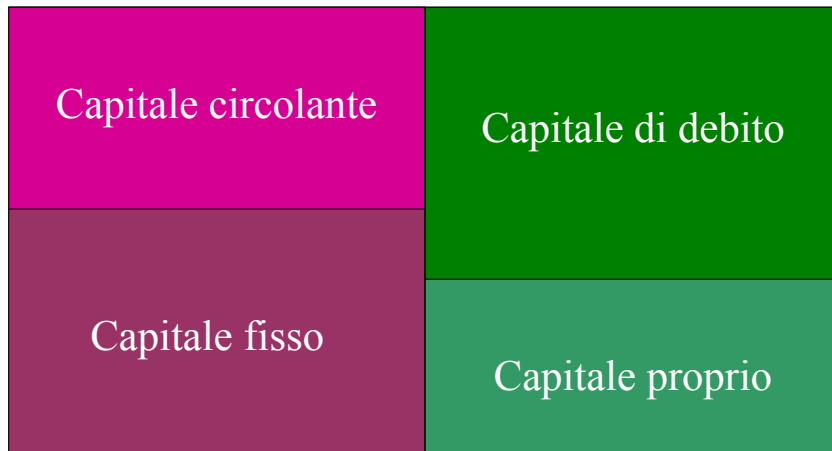 Capitale circolante
Capitale di debito
Capitale fisso
Capitale proprio